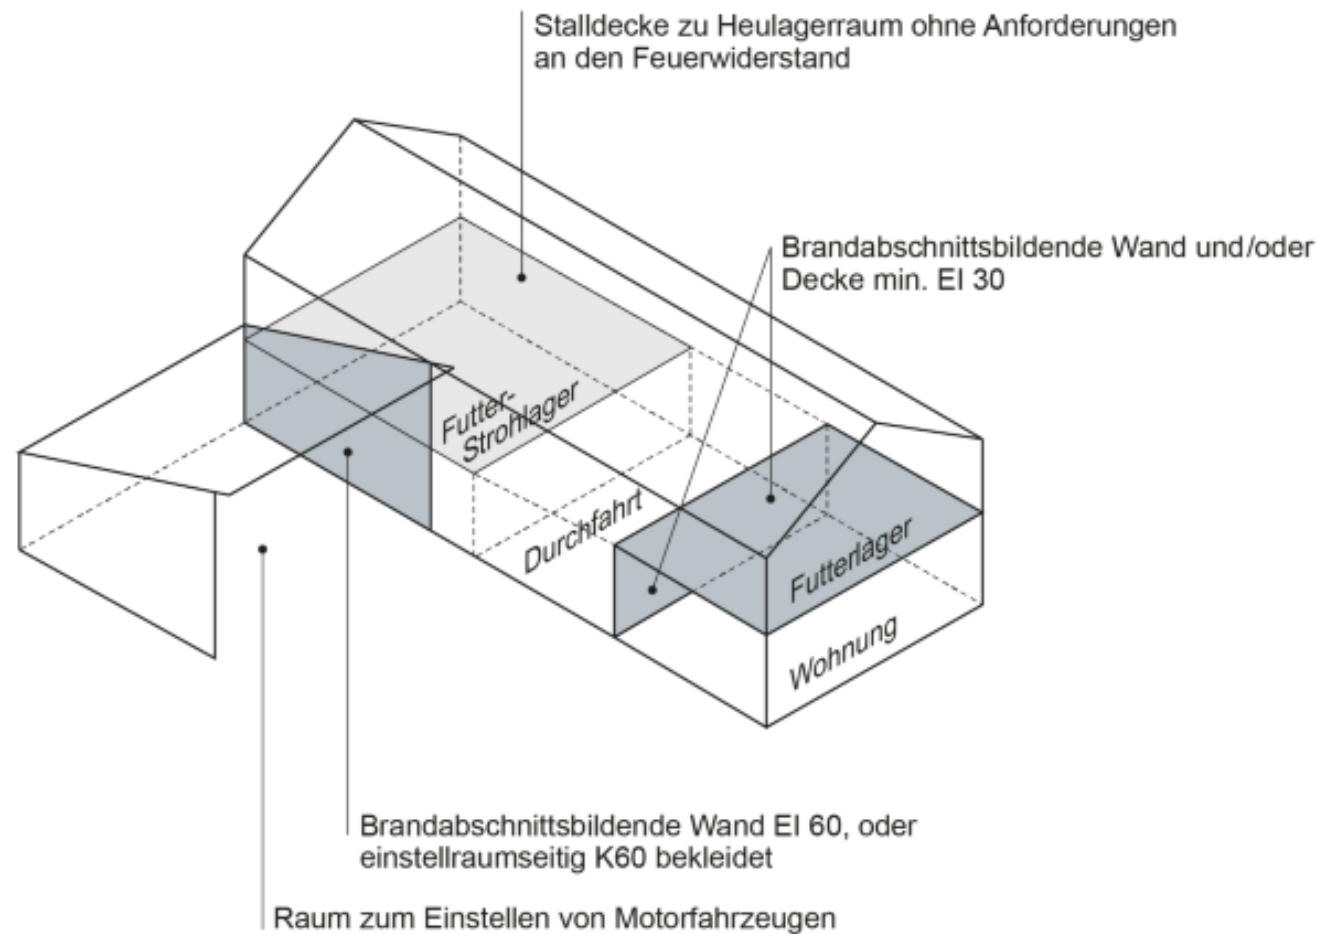 Stalldecke zu Heulagerraum ohne Anforderungen
an den Feuerwiderstand
Brandabschnittsbildende Wand und/oder
Decke min. EI 30
Futter-
Strohlager
Durchfahrt
Futterlager
Wohnung
Brandabschnittsbildende Wand EI 60, oder
einstellraumseitig K60 bekleidet
Raum zum Einstellen von Motorfahrzeugen